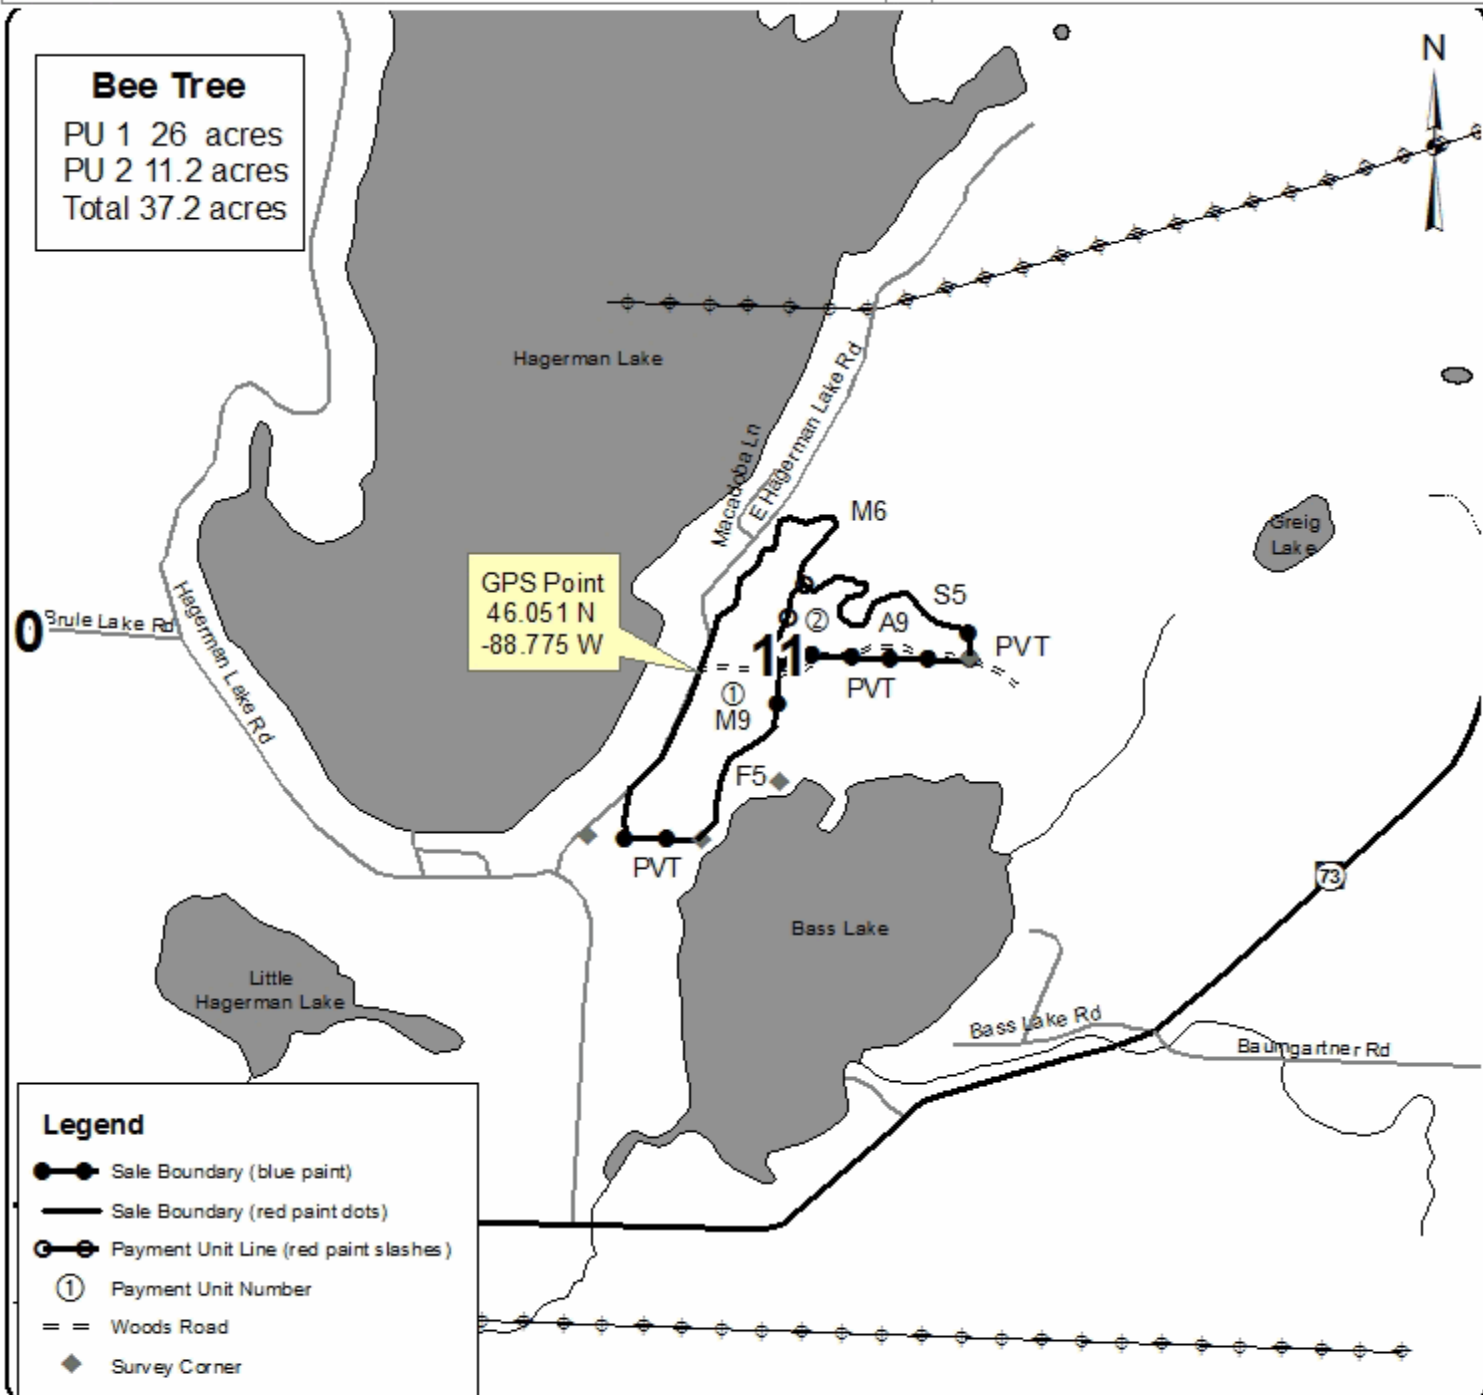 Bee Tree
PU 1 26 acres
PU 2 11.2 acres
Total 37.2 acres
N
Hagerman Lake
Macadoba Ln
E Hagerman Lake Rd
M6
Greig
Lake
GPS Point
46.051 N
-88.775 W
S5
②
A9
0
Brule Lake Rd
Hagerman Lake Rd
11
PVT
PVT
①
M9
F5
PVT
73
Bass Lake
Little
Hagerman Lake
Bass Lake Rd
Baumgartner Rd
Legend
Sale Boundary (blue paint)
Sale Boundary (red paint dots)
Payment Unit Line (red paint slashes)
① Payment Unit Number
Woods Road
Survey Corner